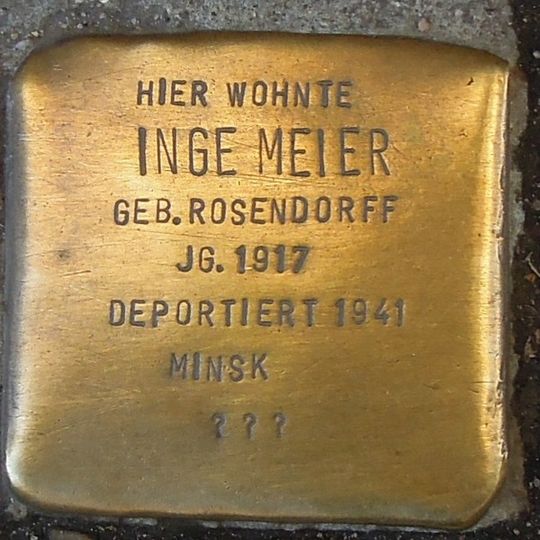 HIER WOHNTE
INGE MEIER
GEB. ROSENDORFF
JG. 1917
DEPORTIERT 1941
MINSK
???